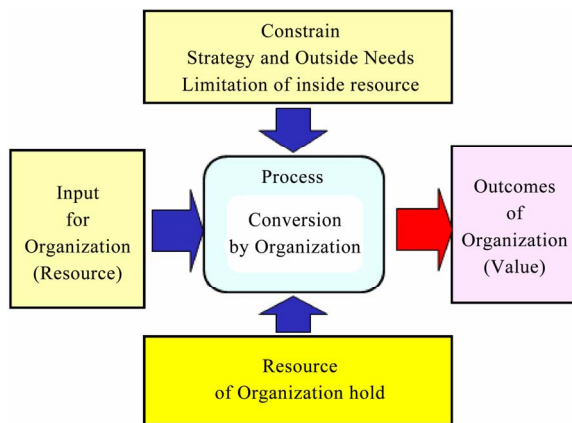 Constrain
Strategy and Outside Needs
Limitation of inside resource
Input
for
Organization
(Resource)
Process
Conversion
by Organization
Outcomes
of
Organization
(Value)
Resource
of Organization hold